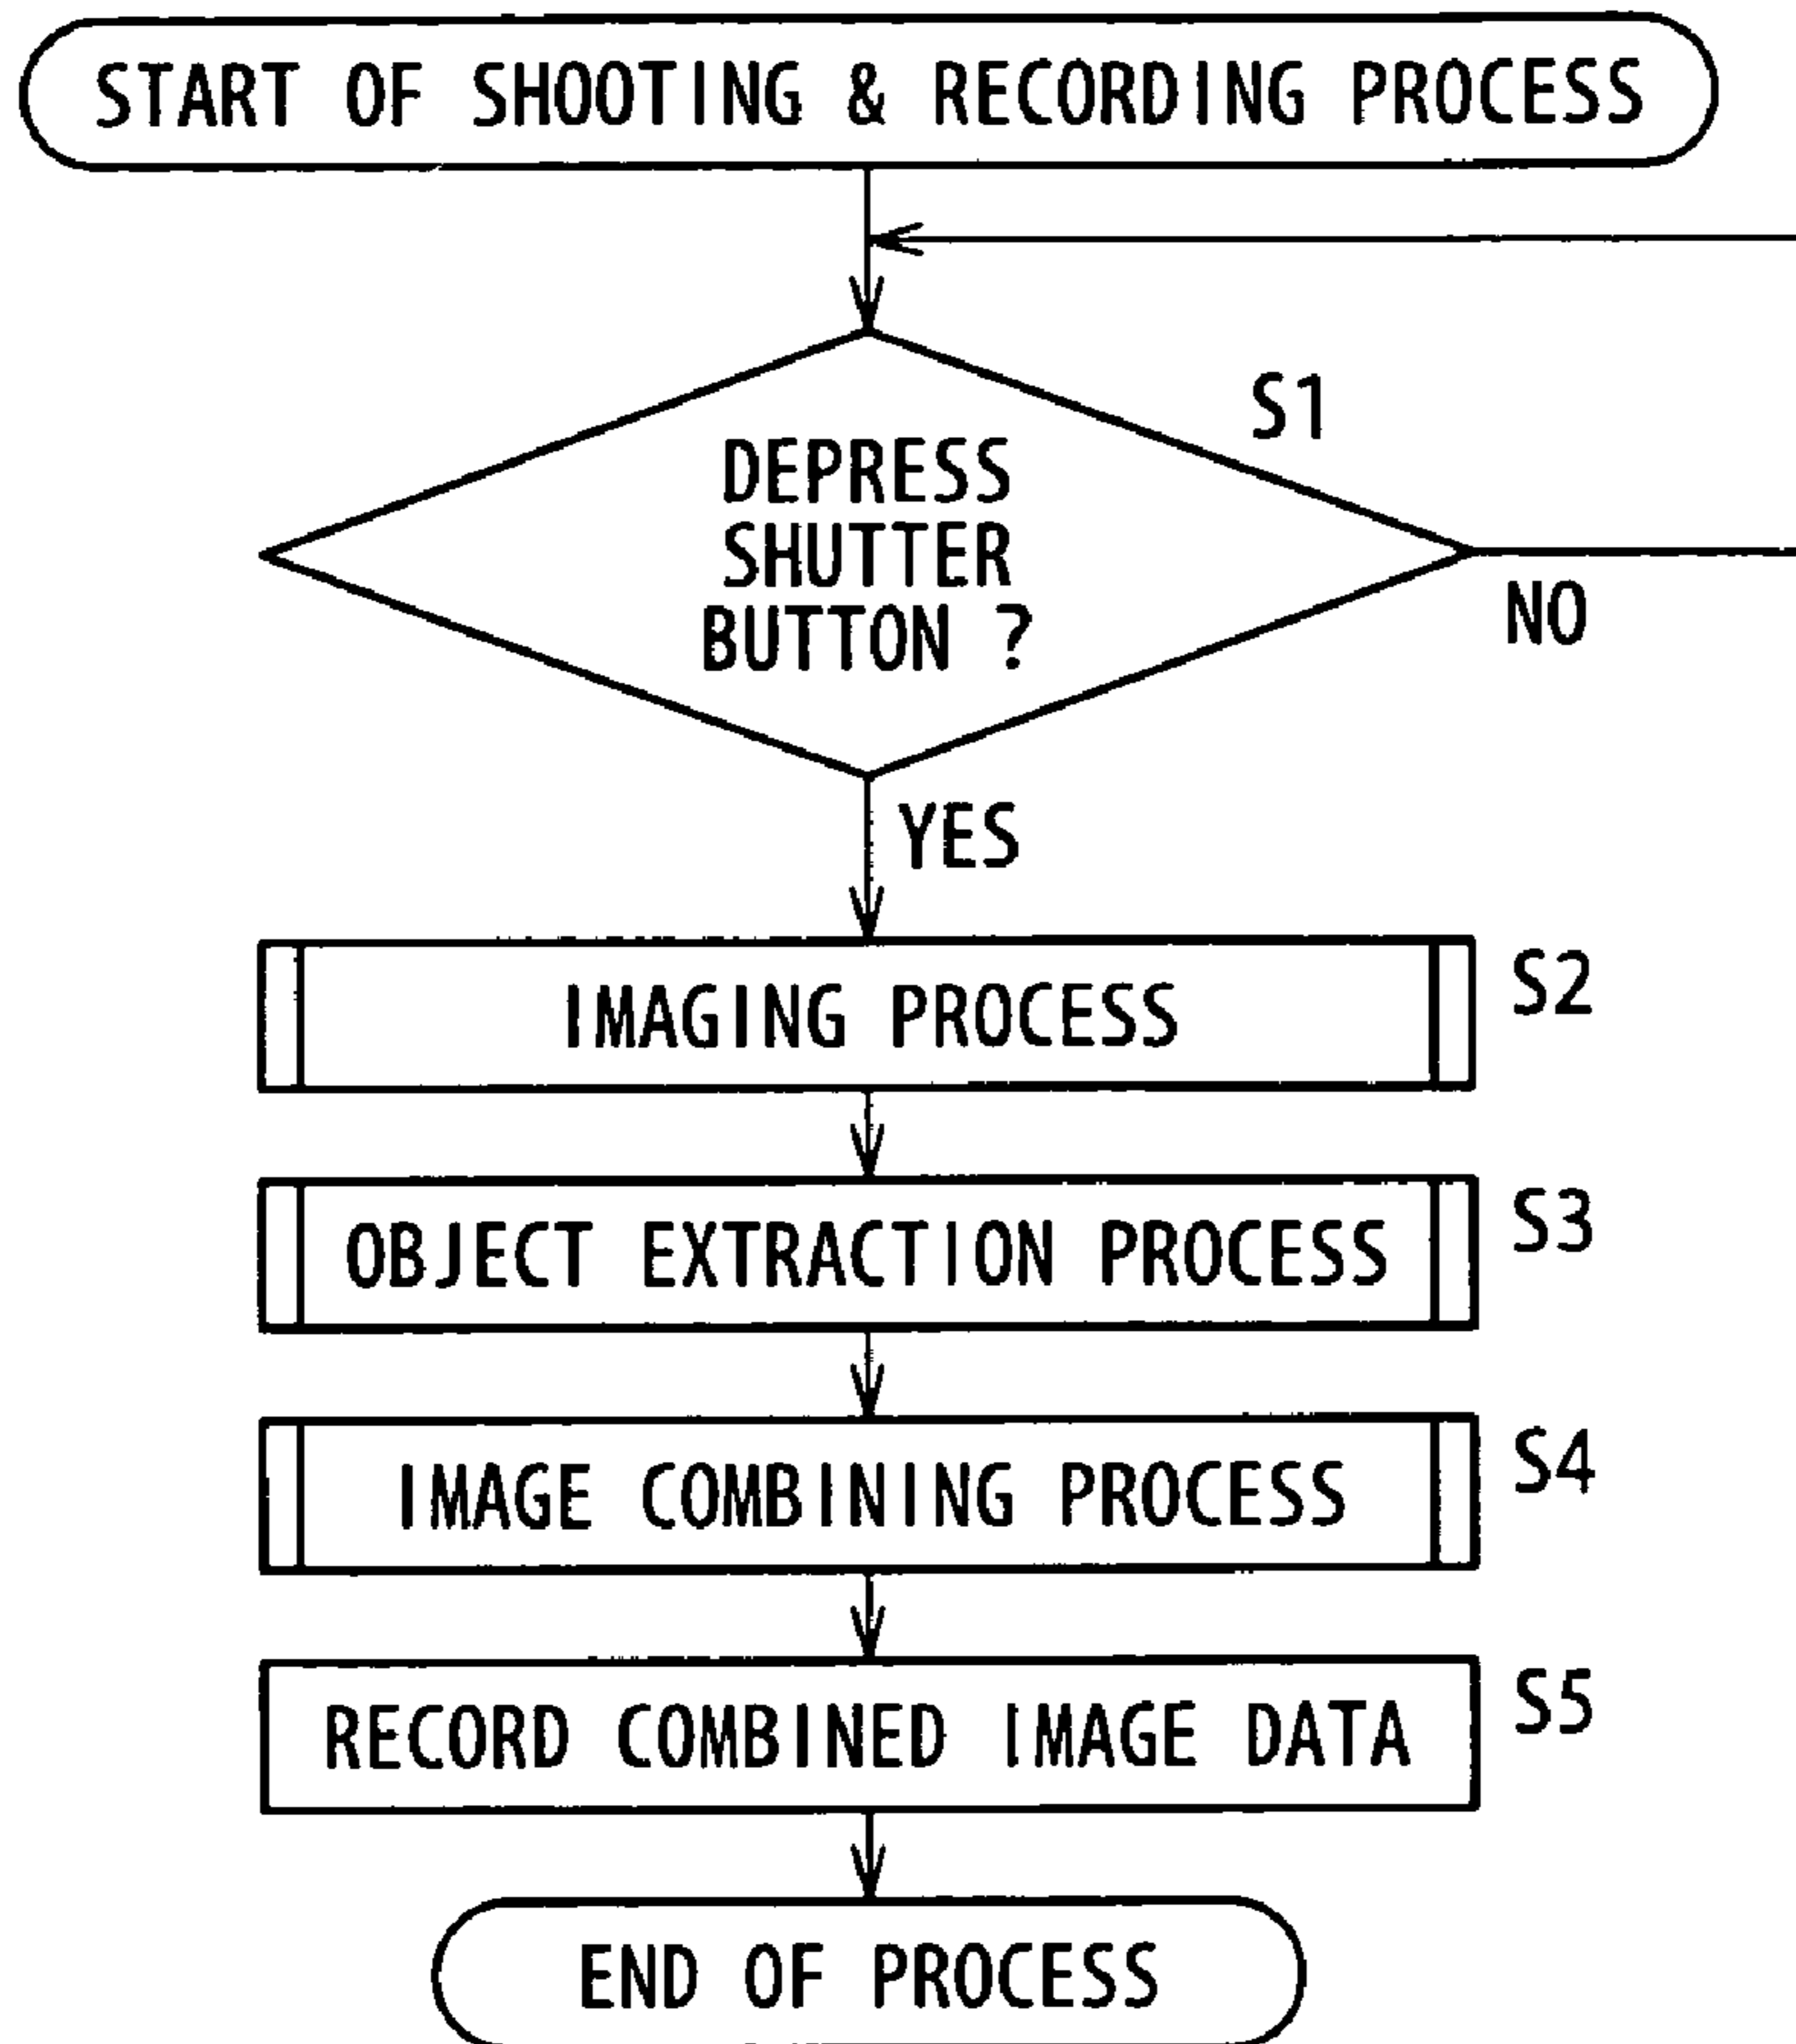 START OF SHOOTING & RECORDING PROCESS
S1
DEPRESS
SHUTTER
BUTTON ?
NO
YES
IMAGING PROCESS
S2
OBJECT EXTRACTION PROCESS
S3
IMAGE COMBINING PROCESS
S4
RECORD COMBINED IMAGE DATA
S5
END OF PROCESS